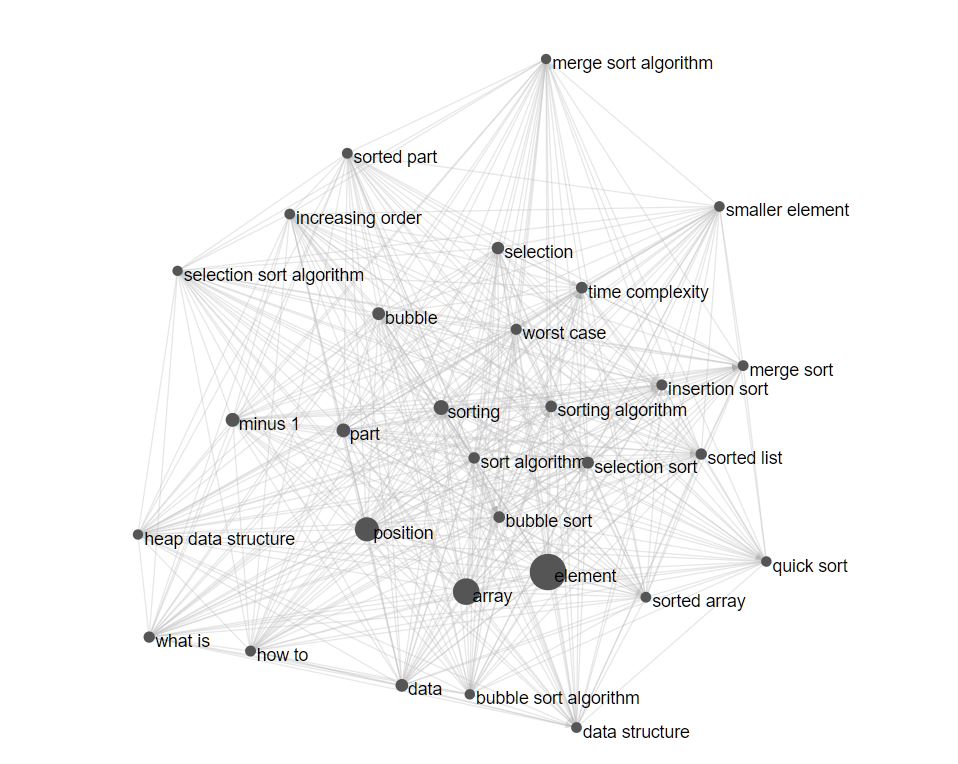 merge sort algorithm
sorted part
smaller element
increasing order
selection
selection sort algorithm
time complexity
bubble
worst case
merge sort
insertion sort
sorting
sorting algorithm
minus 1
part
sorted list
sort algorithm
selection sort
bubble sort
position
heap data structure
quick sort
element
array
sorted array
what is
how to
data
bubble sort algorithm
data structure